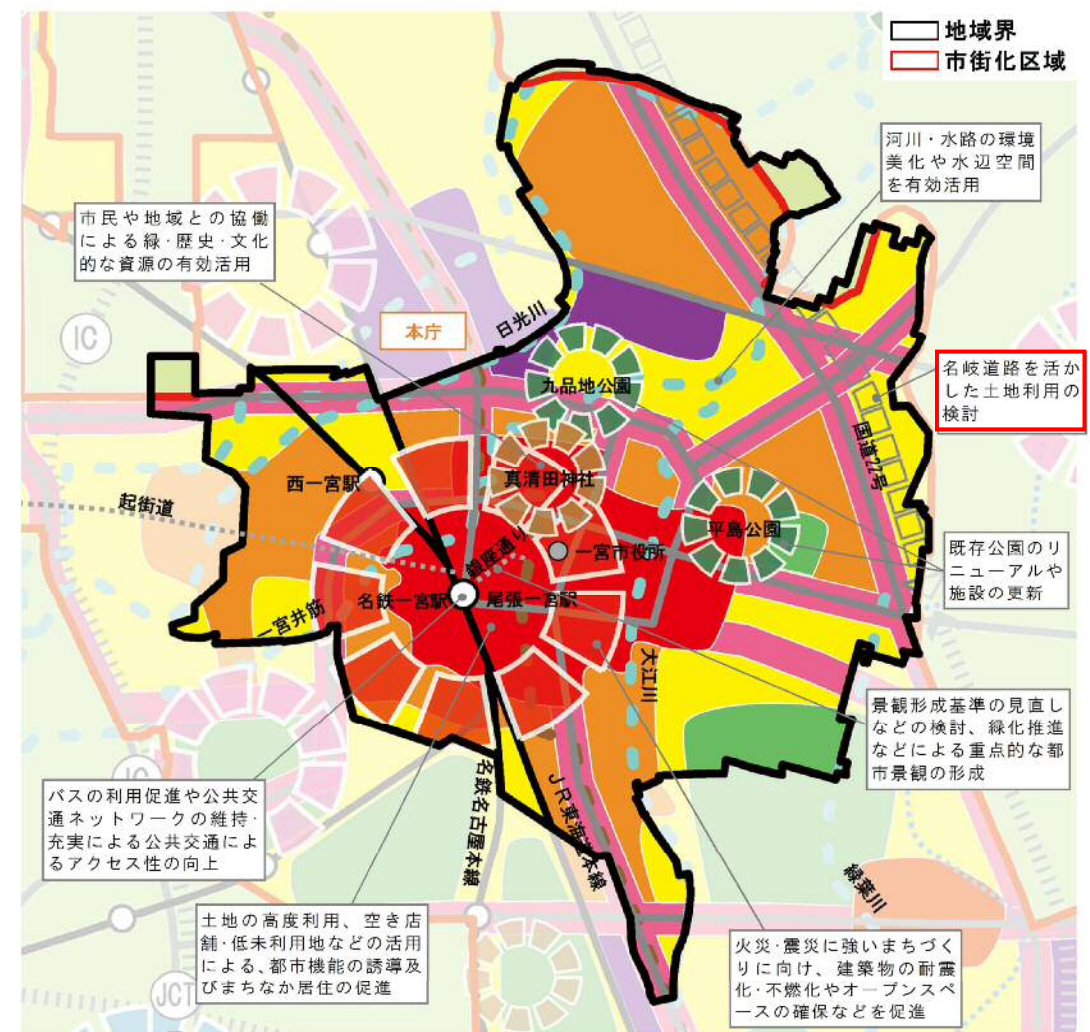 地域界
市街化区域
河川・水路の環境
美化や水辺空間
を有効活用
市民や地域との協働
による緑・歴史・文化
的な資源の有効活用
本庁
日光川
IC
九品地公園
名岐道路を活か
した土地利用の
検討
国道22号
西一宮駅
真清田神社
起街道
平島公園
銀座通り
一宮市役所
既存公園のリ
ニューアルや
施設の更新
名鉄一宮駅
尾張一宮駅
一宮井筋
大江川
景観形成基準の見直し
などの検討、緑化推進
などによる重点的な都
市景観の形成
IC
バスの利用促進や公共交
通ネットワークの維持・
充実による公共交通によ
るアクセス性の向上
名鉄名古屋本線
JR東海道本線
緑葉川
土地の高度利用、空き店
舗・低未利用地などの活用
による、都市機能の誘導及
びまちなか居住の促進
火災・震災に強いまちづく
りに向け、建築物の耐震
化・不燃化やオープンスペ
ースの確保などを促進
JCT